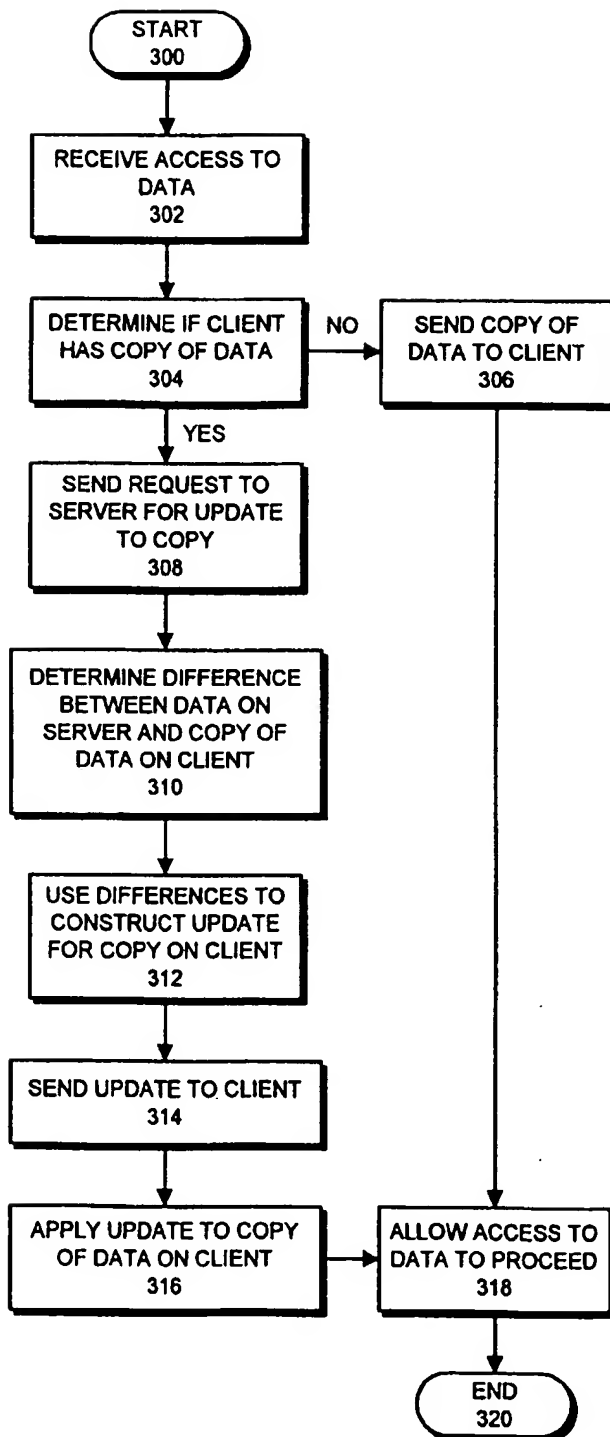 START
300
RECEIVE ACCESS TO
DATA
302
DETERMINE IF CLIENT
HAS COPY OF DATA
304
NO
SEND COPY OF
DATA TO CLIENT
306
YES
SEND REQUEST TO
SERVER FOR UPDATE
TO COPY
308
DETERMINE DIFFERENCE
BETWEEN DATA ON
SERVER AND COPY OF
DATA ON CLIENT
310
USE DIFFERENCES TO
CONSTRUCT UPDATE
FOR COPY ON CLIENT
312
SEND UPDATE TO CLIENT
314
APPLY UPDATE TO COPY
OF DATA ON CLIENT
316
ALLOW ACCESS TO
DATA TO PROCEED
318
END
320